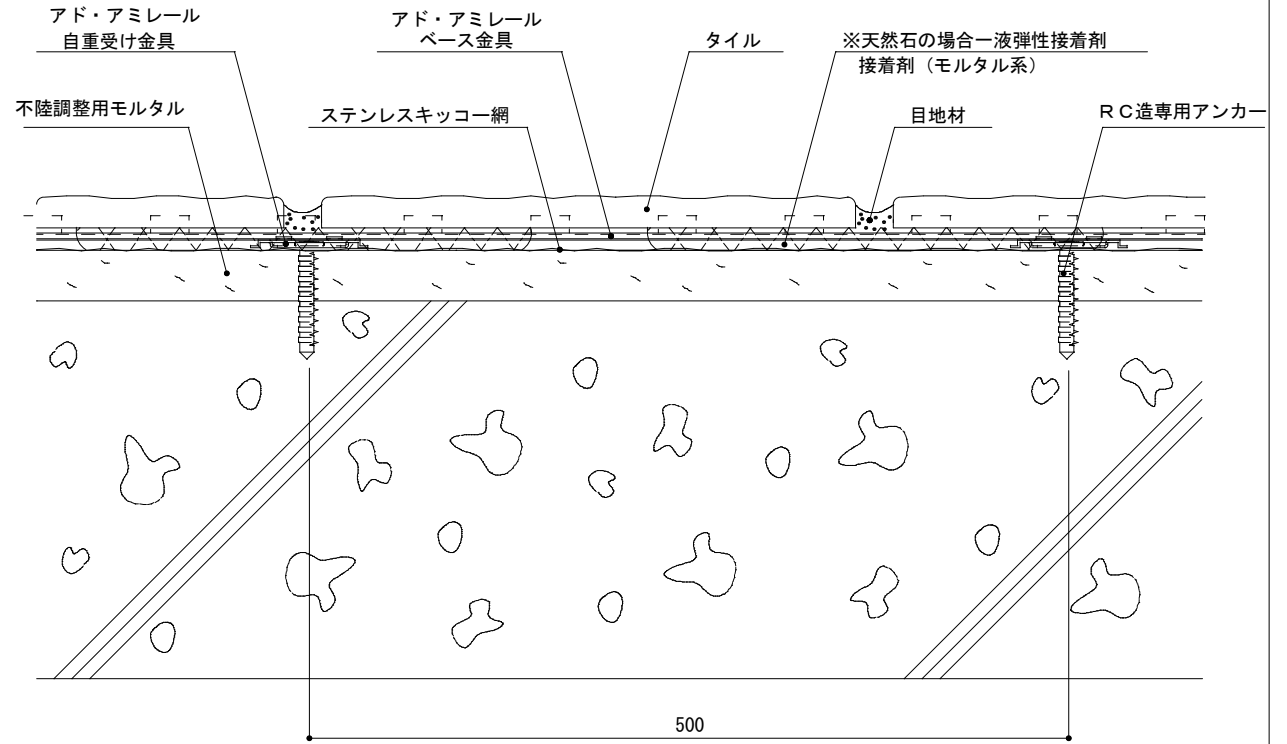 アド・アミレール
自重受け金具
アド・アミレール
ベース金具
タイル
※天然石の場合一液弾性接着剤
接着剤（モルタル系）
不陸調整用モルタル
ステンレスキッコー網
目地材
ＲＣ造専用アンカー
500